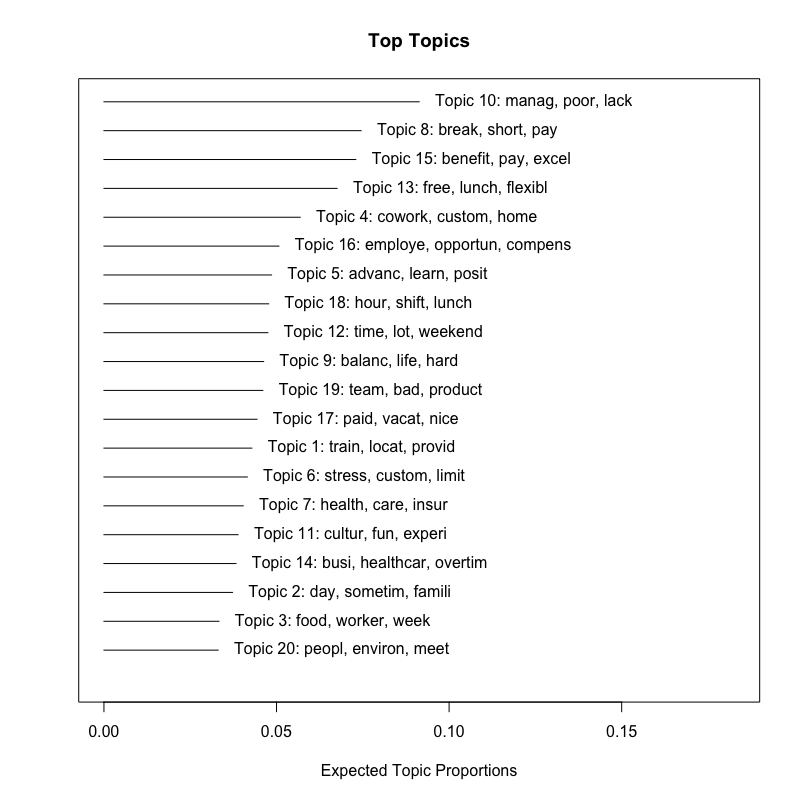 Top Topics
Topic 10: manag, poor, lack
Topic 8: break, short, pay
Topic 15: benefit, pay, excel
Topic 13: free, lunch, flexibl
Topic 4: cowork, custom, home
Topic 16: employe, opportun, compens
Topic 5: advanc, learn, posit
Topic 18: hour, shift, lunch
Topic 12: time, lot, weekend
Topic 9: balanc, life, hard
Topic 19: team, bad, product
Topic 17: paid, vacat, nice
Topic 1: train, locat, provid
Topic 6: stress, custom, limit
Topic 7: health, care, insur
Topic 11: cultur, fun, experi
Topic 14: busi, healthcar, overtim
Topic 2: day, sometim, famili
Topic 3: food, worker, week
Topic 20: peopl, environ, meet
0.00 0.05 0.10 0.15
Expected Topic Proportions